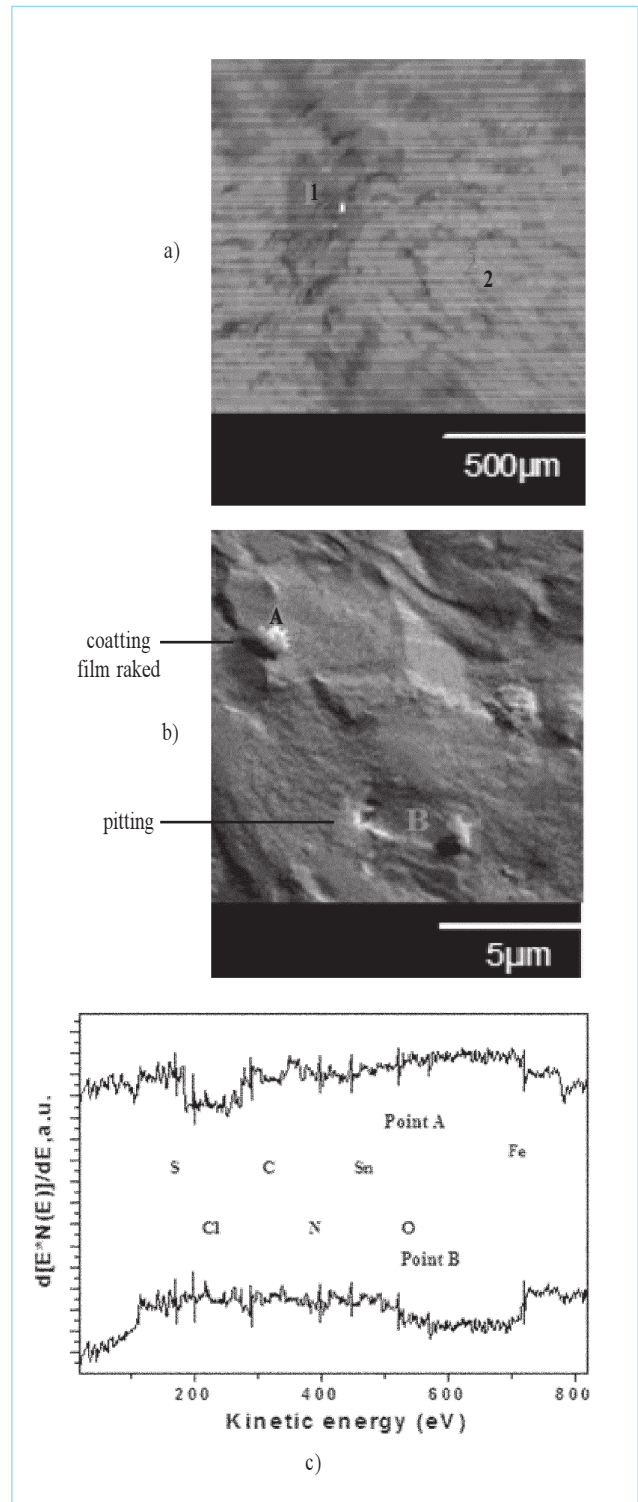 1
2
a)
500µm
A
coatting
film raked
b)
pitting
B
5µm
d[E*N(E)]/dE,a.u.
Point A
Fe
S
C
Sn
Cl
N
O
Point B
200
400
600
800
Kinetic energy (eV)
c)